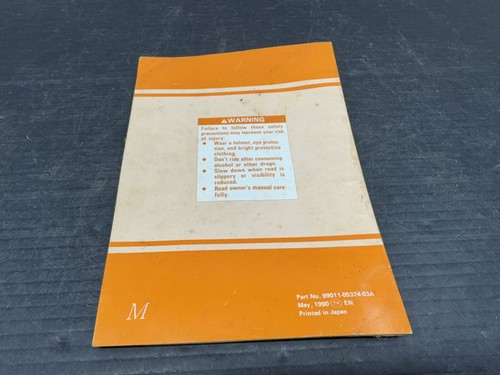 ▲WARNING
Failure to follow these safety
precautions may increase your risk
of injury:
● Wear a helmet, eye protec-
tion, and bright protective
clothing.
● Don't ride after consuming
alcohol or other drugs.
● Slow down when road is
slippery or visibility is
reduced.
● Read owner's manual care-
fully.
Part No. 99011-05324-03A
May, 1990 EN
Printed in Japan
M